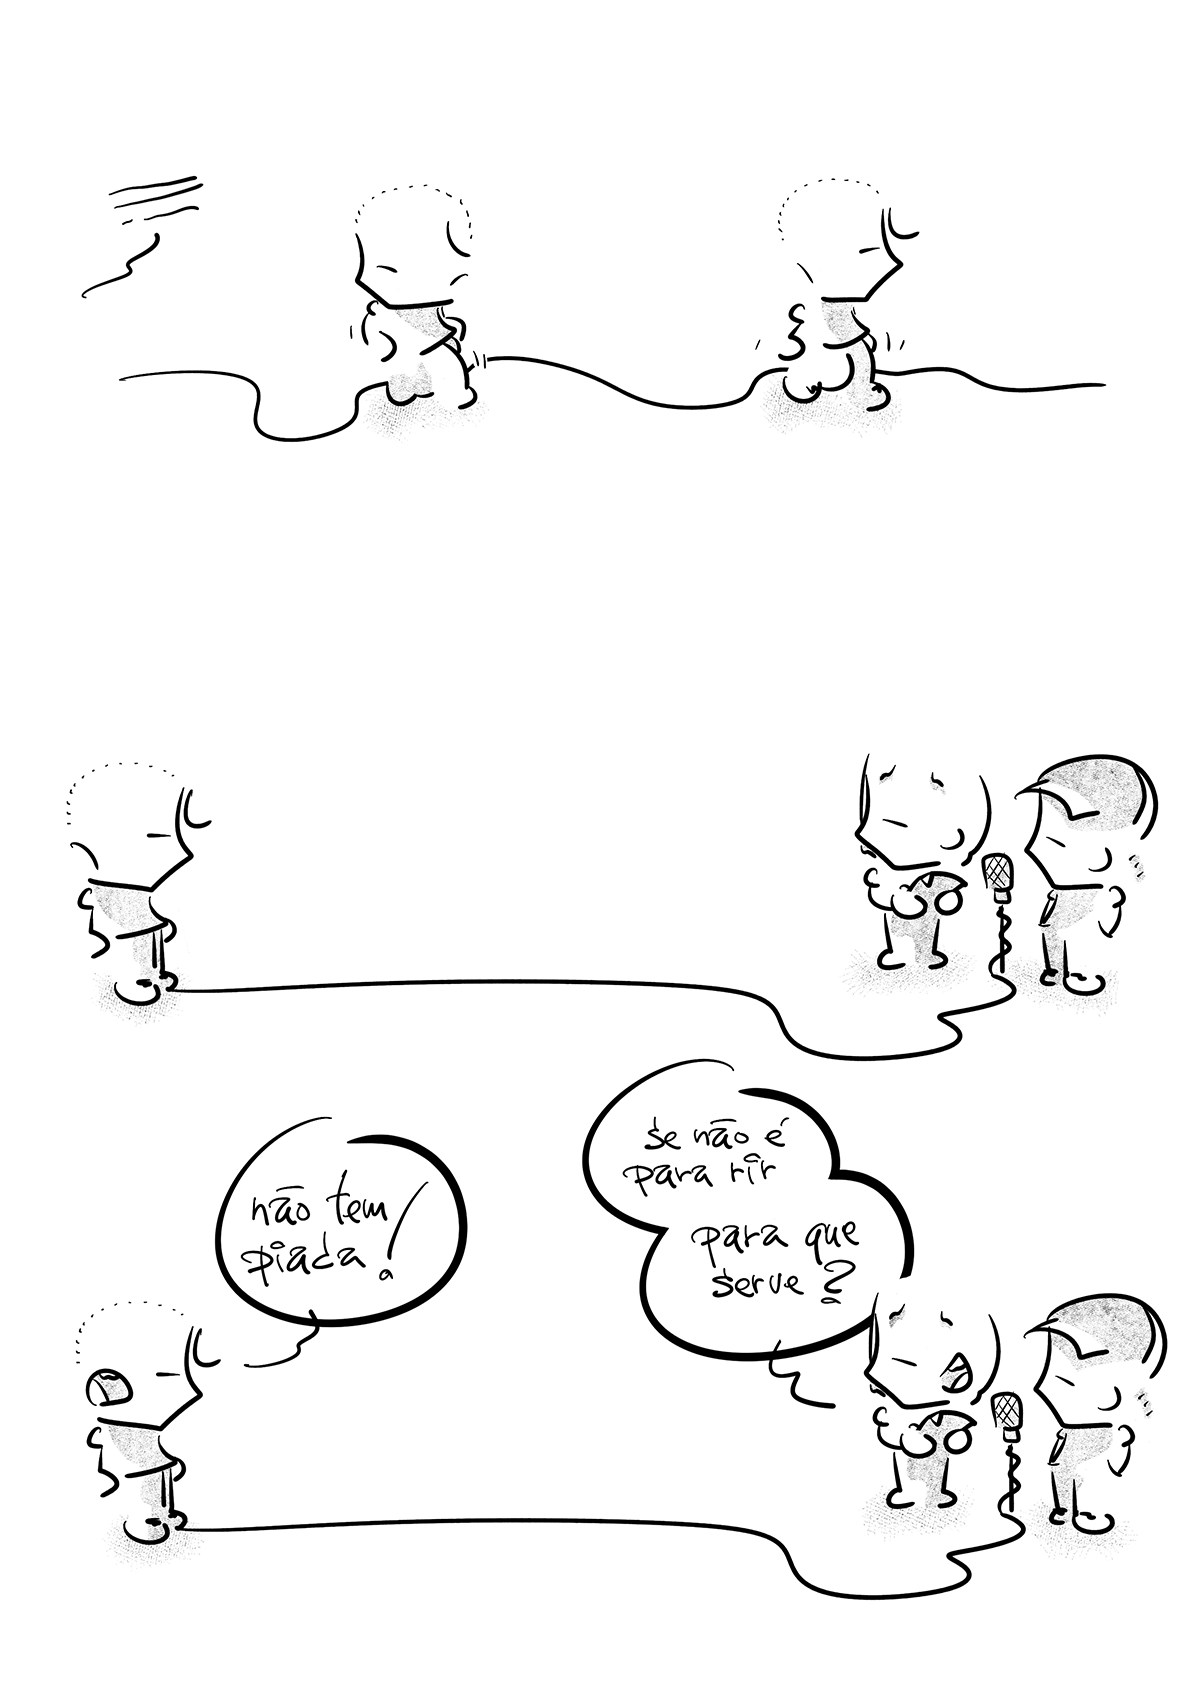 não tem
piada!
se não é
para rir
para que
serve?